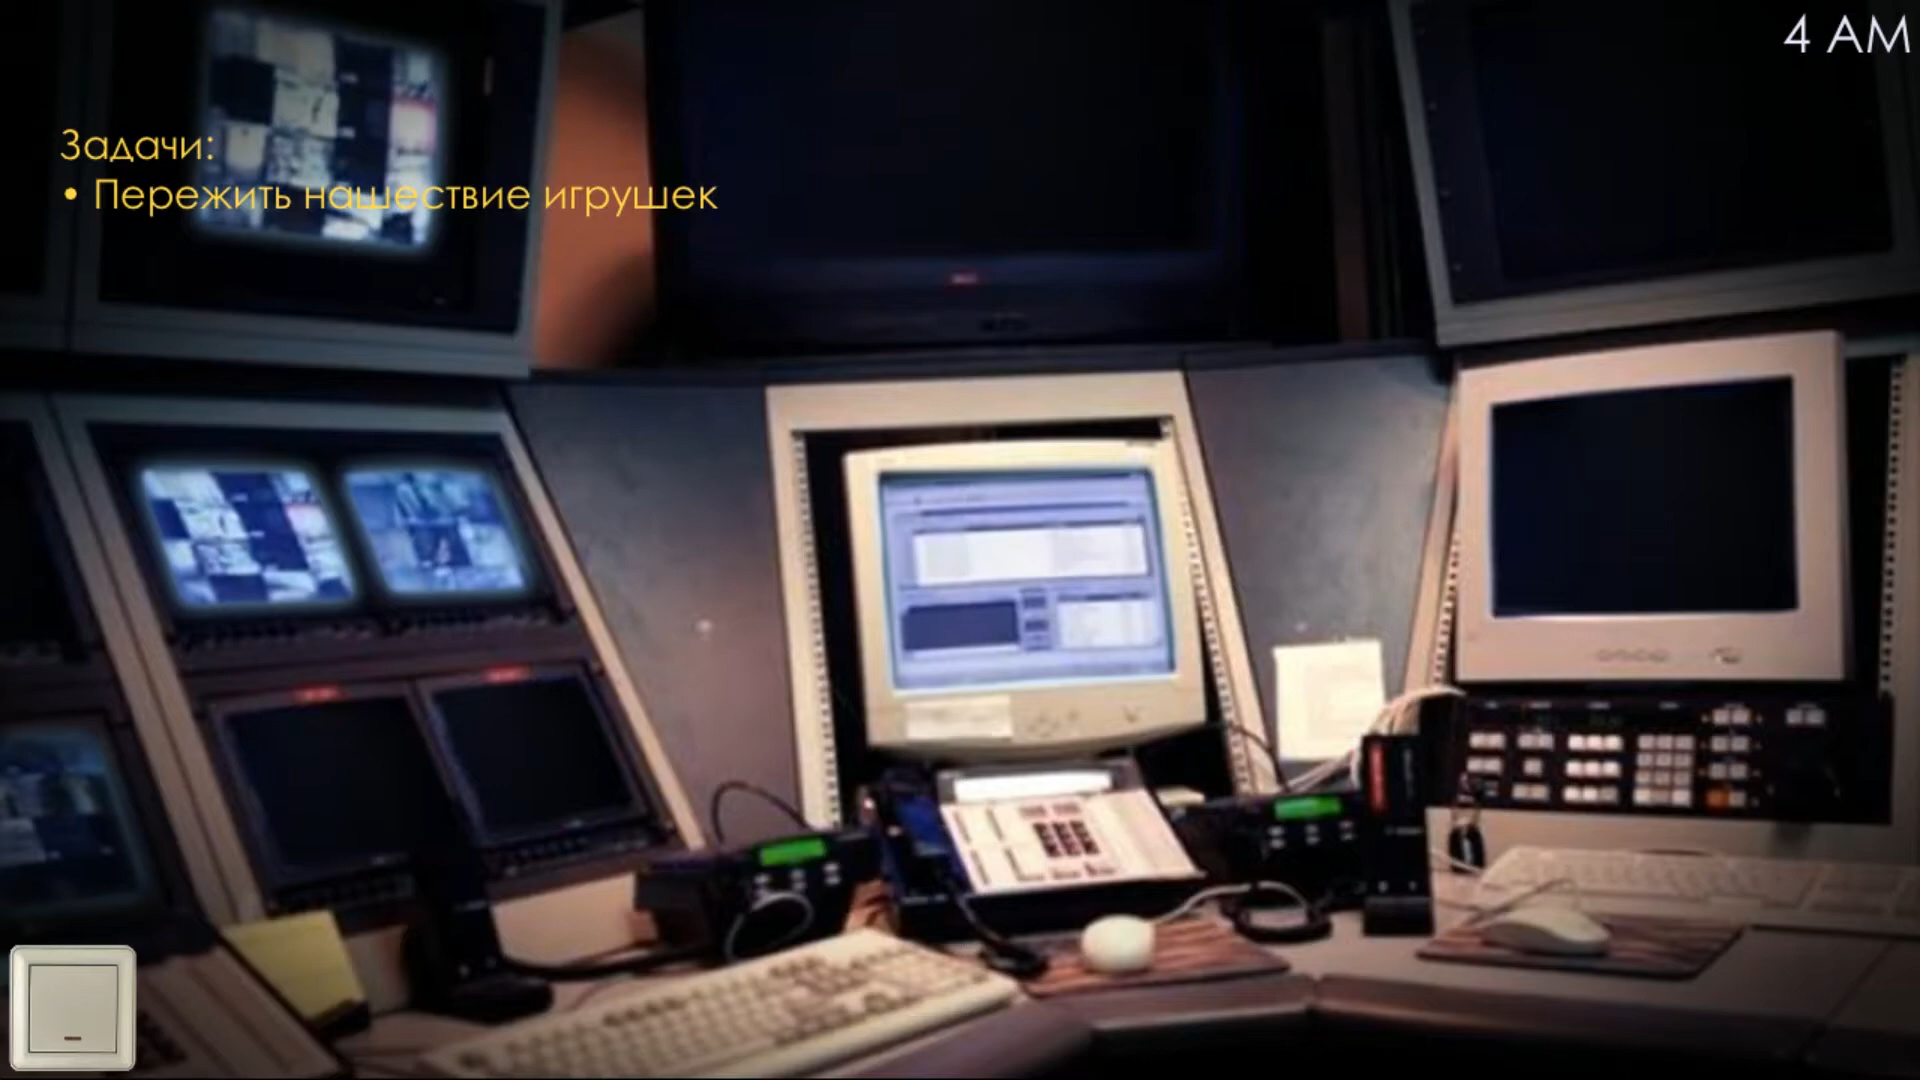 4 AM
Задачи:
• Пережить нашествие игрушек